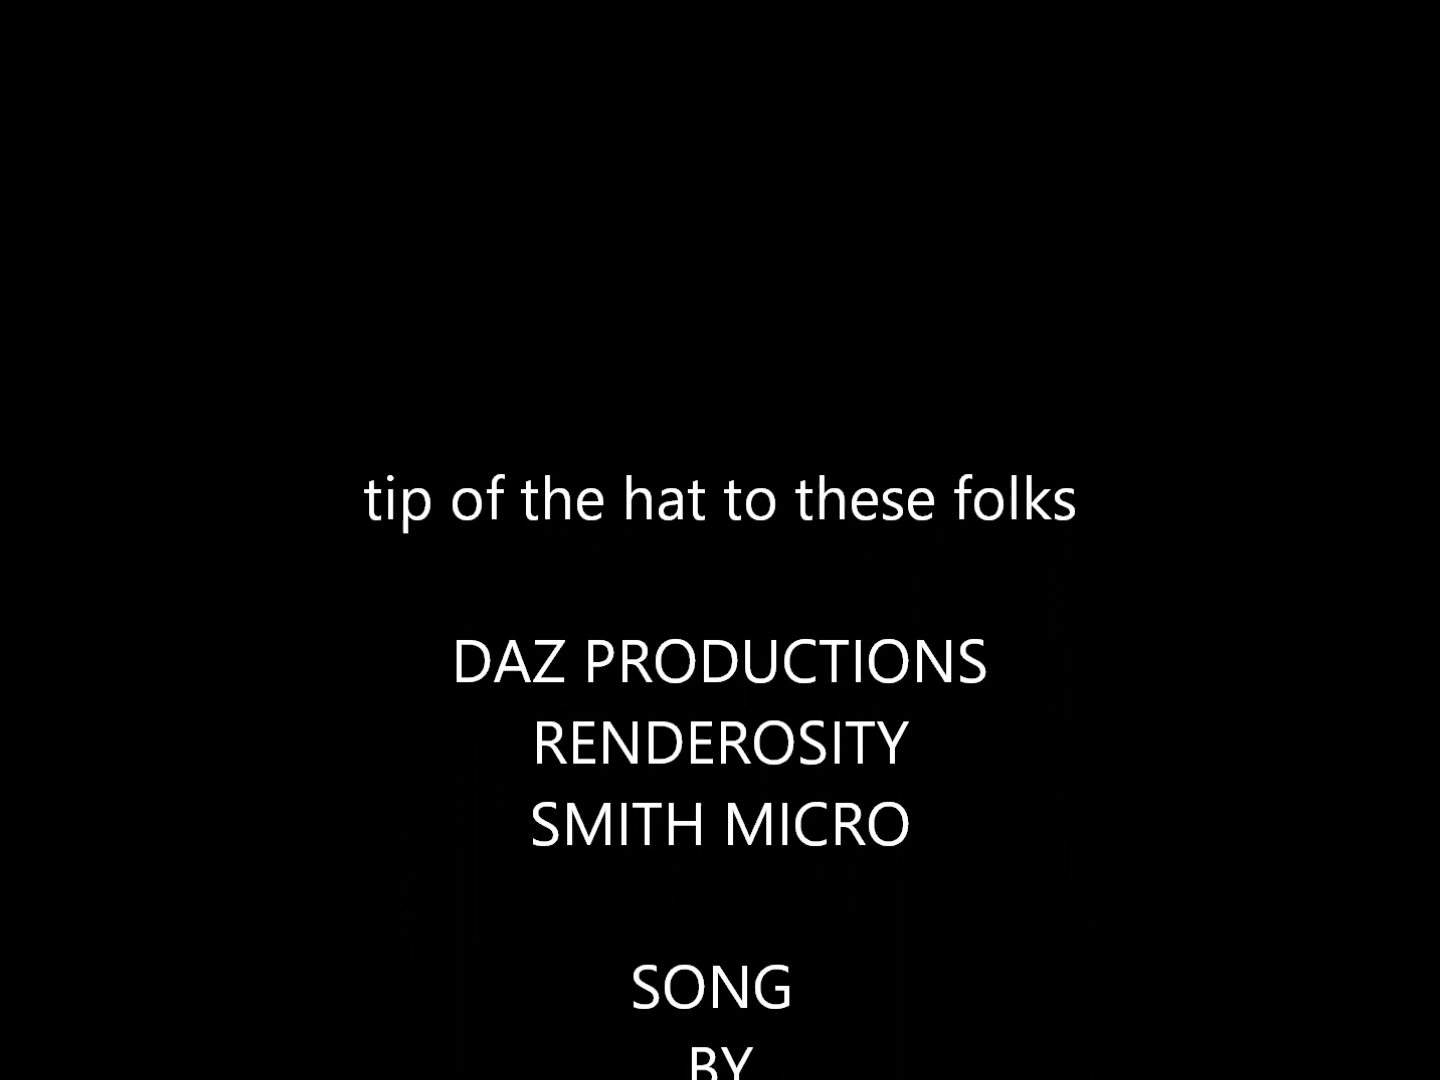 tip of the hat to these folks
DAZ PRODUCTIONS
RENDEROSITY
SMITH MICRO
SONG
BY